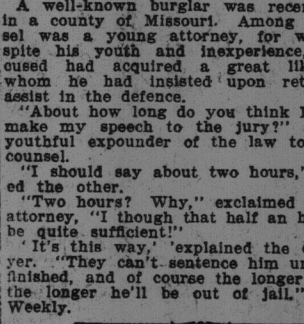 A well-known burglar was recen
in a county of Missouri. Among
sel was a young attorney, for w
spite his youth and inexperience,
cused had acquired a great lik
whom he had insisted upon ret
assist in the defence.
"About how long do you think I
make my speech to the jury?"
youthful expounder of the law to
counsel.
"I should say about two hours,'
ed the other.
"Two hours? Why," exclaimed
attorney, "I though that half an h
be quite sufficient!"
'It's this way,' 'explained the
yer. "They can't sentence him un
finished, and of course the longer
the longer he'll be out of jail."
Weekly.